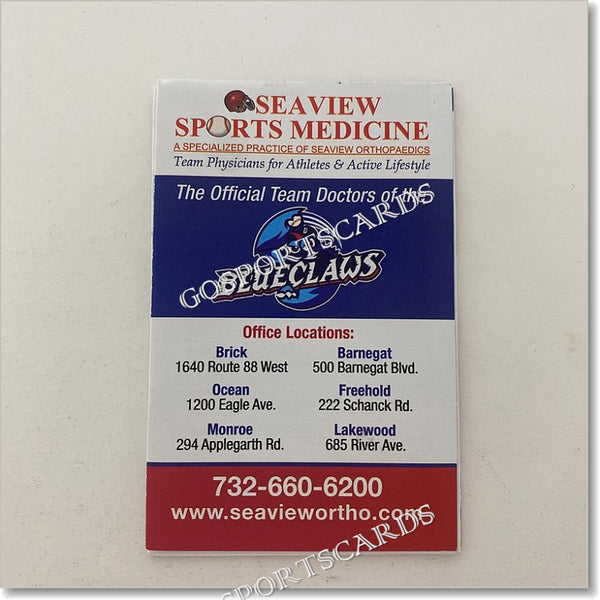 SEAVIEW
SPORTS MEDICINE
A SPECIALIZED PRACTICE OF SEAVIEW ORTHOPAEDICS
Team Physicians for Athletes & Active Lifestyle
The Official Team Doctors of the
BLUECLAWS
GOSPORTSCARDS
Office Locations:
Brick
1640 Route 88 West
Barnegat
500 Barnegat Blvd.
Ocean
1200 Eagle Ave.
Freehold
222 Schanck Rd.
Monroe
294 Applegarth Rd.
Lakewood
685 River Ave.
732-660-6200
www.seaviewortho.com
SPORTSCARDS